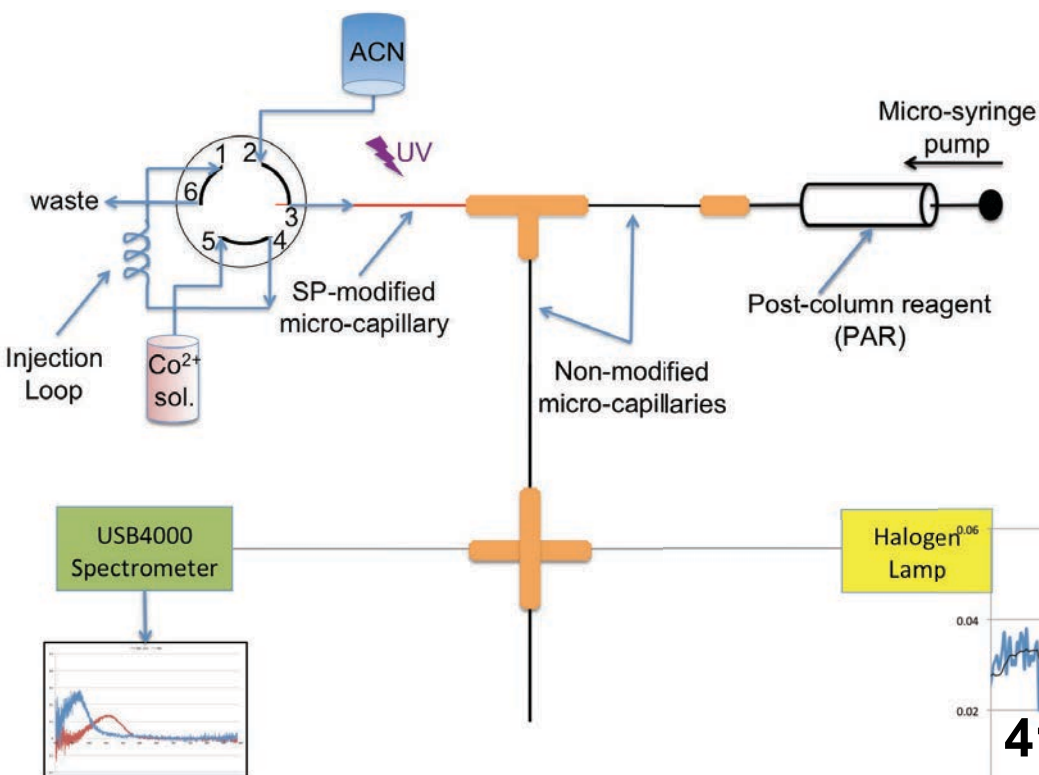 ACN
UV
Micro-syringe
pump
waste
1
2
3
4
5
6
SP-modified
micro-capillary
Post-column reagent
(PAR)
Injection
Loop
Co²⁺
sol.
Non-modified
micro-capillaries
USB4000
Spectrometer
Halogen
Lamp
0.06
0.04
0.02